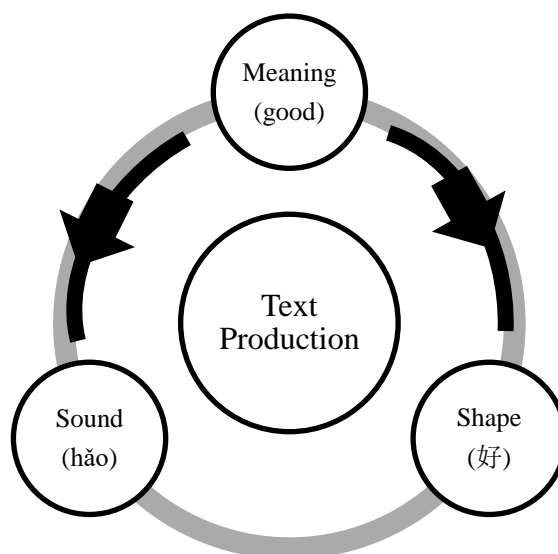 Meaning
(good)
Text
Production
Sound
(hǎo)
Shape
(好)